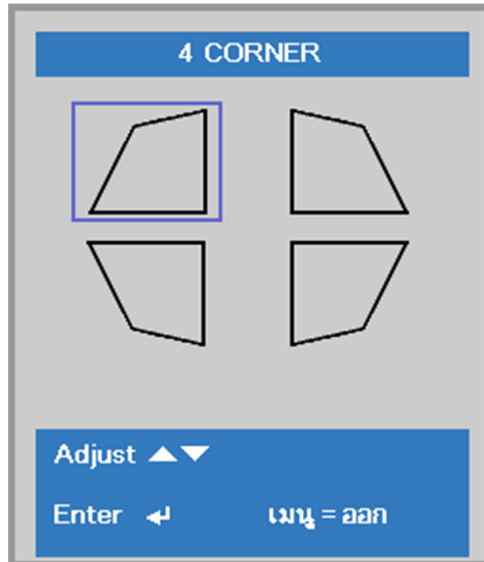 4 CORNER
Adjust ▲▼
Enter ↵ เมนู = ออก